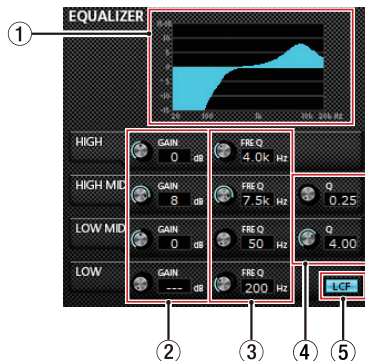 EQUALIZER
①
15 dB
10
5
0
-5
-10
-15
20 100 1k 10k 20k Hz
HIGH GAIN 0 dB FREQ 4.0k Hz
HIGH MID GAIN 8 dB FREQ 7.5k Hz Q 0.25
LOW MID GAIN 0 dB FREQ 50 Hz Q 4.00
LOW GAIN --- dB FREQ 200 Hz LCF
② ③ ④ ⑤